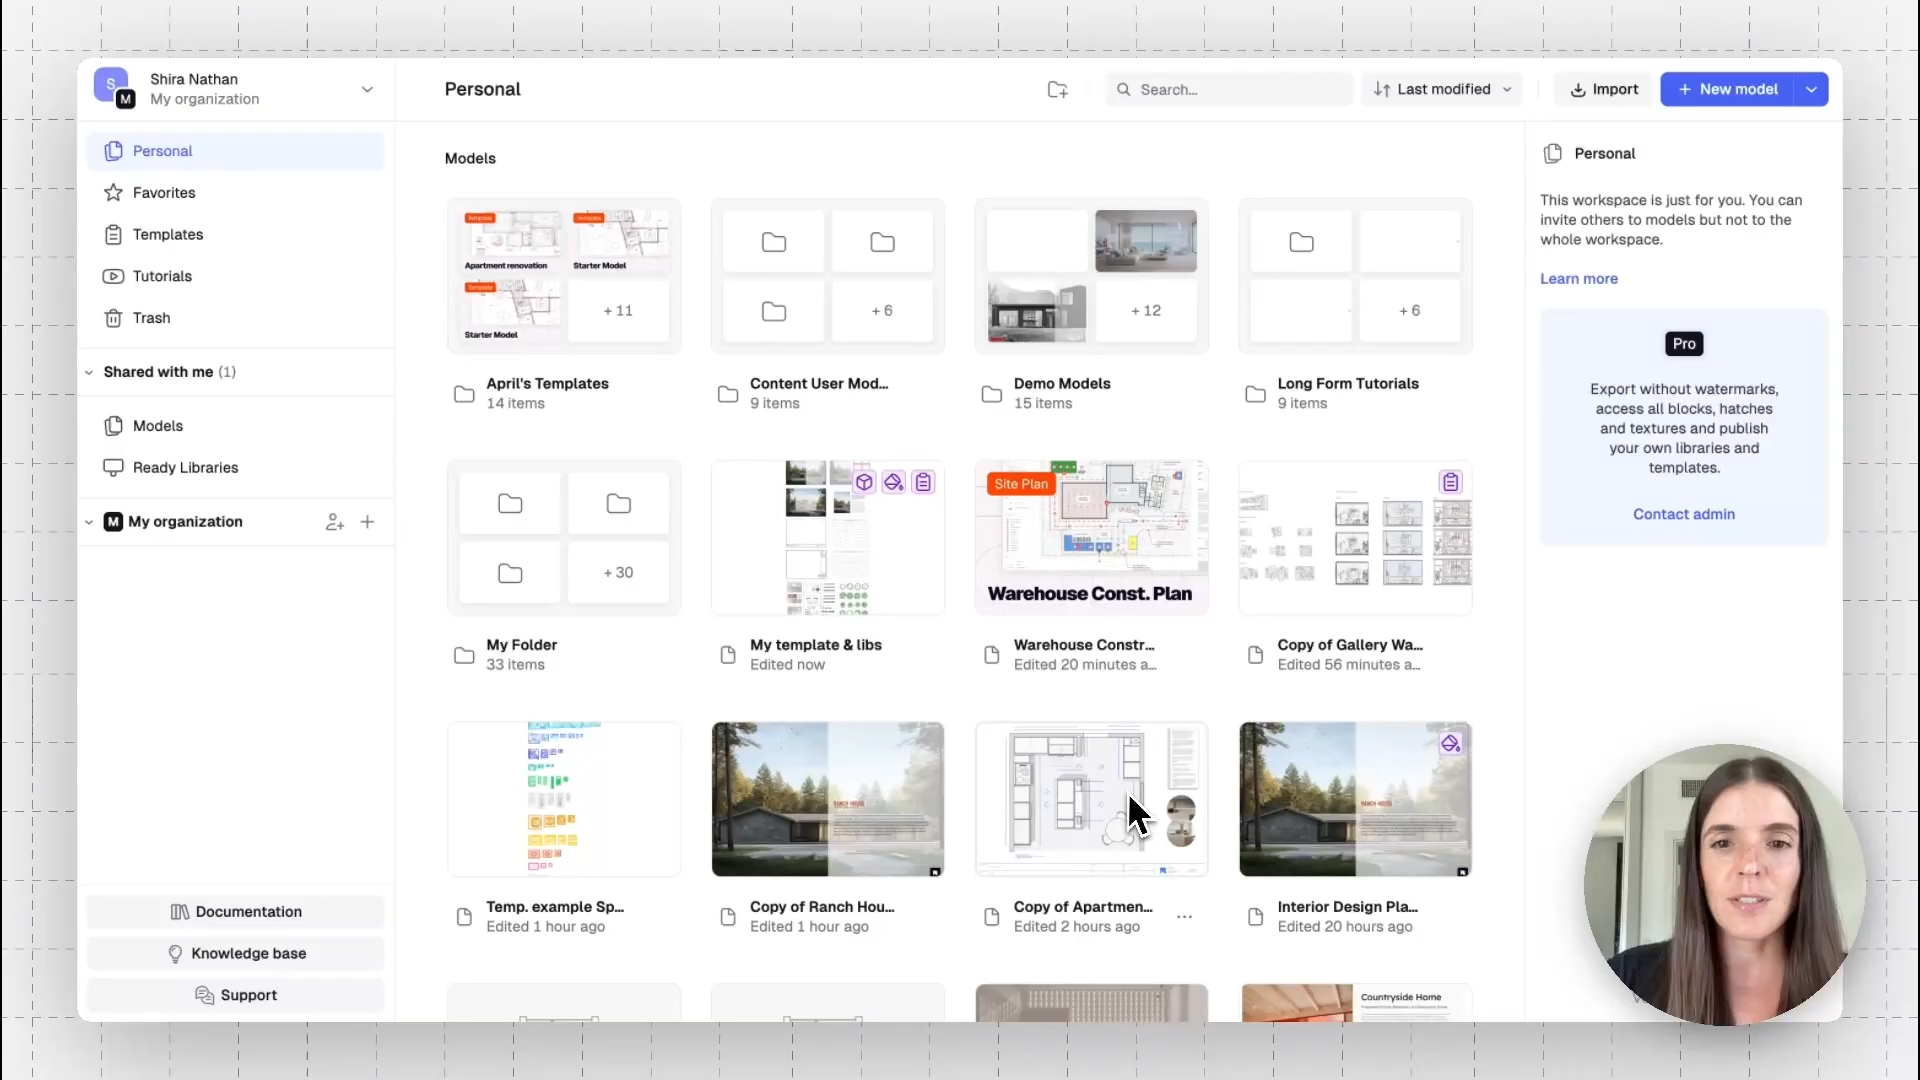 S
M
Shira Nathan
My organization
Personal
Search...
Last modified
Import
+ New model
Personal
Favorites
Templates
Tutorials
Trash
Shared with me (1)
Models
Ready Libraries
M My organization
Documentation
Knowledge base
Support
Models
Template
Apartment renovation
Template
Starter Model
Template
Starter Model
+ 11
April's Templates
14 items
+ 6
Content User Mod...
9 items
+ 12
Demo Models
15 items
+ 6
Long Form Tutorials
9 items
+ 30
My Folder
33 items
My template & libs
Edited now
Site Plan
Warehouse Const. Plan
Warehouse Constr...
Edited 20 minutes a...
Copy of Gallery Wa...
Edited 56 minutes a...
Temp. example Sp...
Edited 1 hour ago
RANCH HOUSE
Copy of Ranch Hou...
Edited 1 hour ago
Copy of Apartmen...
Edited 2 hours ago
RANCH HOUSE
Interior Design Pla...
Edited 20 hours ago
Countryside Home
Personal
This workspace is just for you. You can
invite others to models but not to the
whole workspace.
Learn more
Pro
Export without watermarks,
access all blocks, hatches
and textures and publish
your own libraries and
templates.
Contact admin